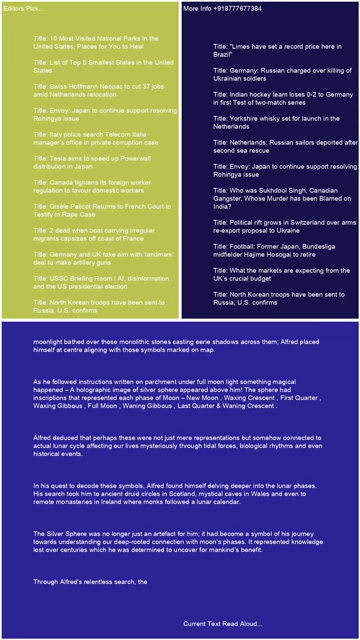 Editors Pick...
Title: 10 Most Visited National Parks in the
United States, Places for You to Heal
Title: List of Top 5 Smallest States in the United
States
Title: Swiss Hoffmann Neopac to cut 37 jobs
amid Netherlands relocation
Title: Envoy: Japan to continue support resolving
Rohingya issue
Title: Italy police search Telecom Italia
manager's office in private corruption case
Title: Tesla aims to speed up Powerwall
distribution in Japan
Title: Canada tightens its foreign worker
regulation to favour domestic workers
Title: Gisèle Pelicot Returns to French Court to
Testify in Rape Case
Title: 2 dead when boat carrying irregular
migrants capsizes off coast of France
Title: Germany and UK take aim with 'landmark'
deal to make artillery guns
Title: USSC Briefing Room | AI, disinformation
and the US presidential election
Title: North Korean troops have been sent to
Russia, U.S. confirms
More Info +918777677384
Title: "Limes have set a record price here in
Brazil"
Title: Germany: Russian charged over killing of
Ukrainian soldiers
Title: Indian hockey team loses 0-2 to Germany
in first Test of two-match series
Title: Yorkshire whisky set for launch in the
Netherlands
Title: Netherlands: Russian sailors deported after
second sea rescue
Title: Envoy: Japan to continue support resolving
Rohingya issue
Title: Who was Sukhdool Singh, Canadian
Gangster, Whose Murder has been Blamed on
India?
Title: Political rift grows in Switzerland over arms
re-export proposal to Ukraine
Title: Football: Former Japan, Bundesliga
midfielder Hajime Hosogai to retire
Title: What the markets are expecting from the
UK's crucial budget
Title: North Korean troops have been sent to
Russia, U.S. confirms
moonlight bathed over those monolithic stones casting eerie shadows across them; Alfred placed
himself at centre aligning with those symbols marked on map.
As he followed instructions written on parchment under full moon light something magical
happened – A holographic image of silver sphere appeared above him! The sphere had
inscriptions that represented each phase of Moon – New Moon , Waxing Crescent , First Quarter ,
Waxing Gibbous , Full Moon , Waning Gibbous , Last Quarter & Waning Crescent .
Alfred deduced that perhaps these were not just mere representations but somehow connected to
actual lunar cycle affecting our lives mysteriously through tidal forces, biological rhythms and even
historical events.
In his quest to decode these symbols, Alfred found himself delving deeper into the lunar phases.
His search took him to ancient druid circles in Scotland, mystical caves in Wales and even to
remote monasteries in Ireland where monks followed a lunar calendar.
The Silver Sphere was no longer just an artefact for him; it had become a symbol of his journey
towards understanding our deep-rooted connection with moon's phases. It represented knowledge
lost over centuries which he was determined to uncover for mankind's benefit.
Through Alfred's relentless search, the
Current Text Read Aloud...